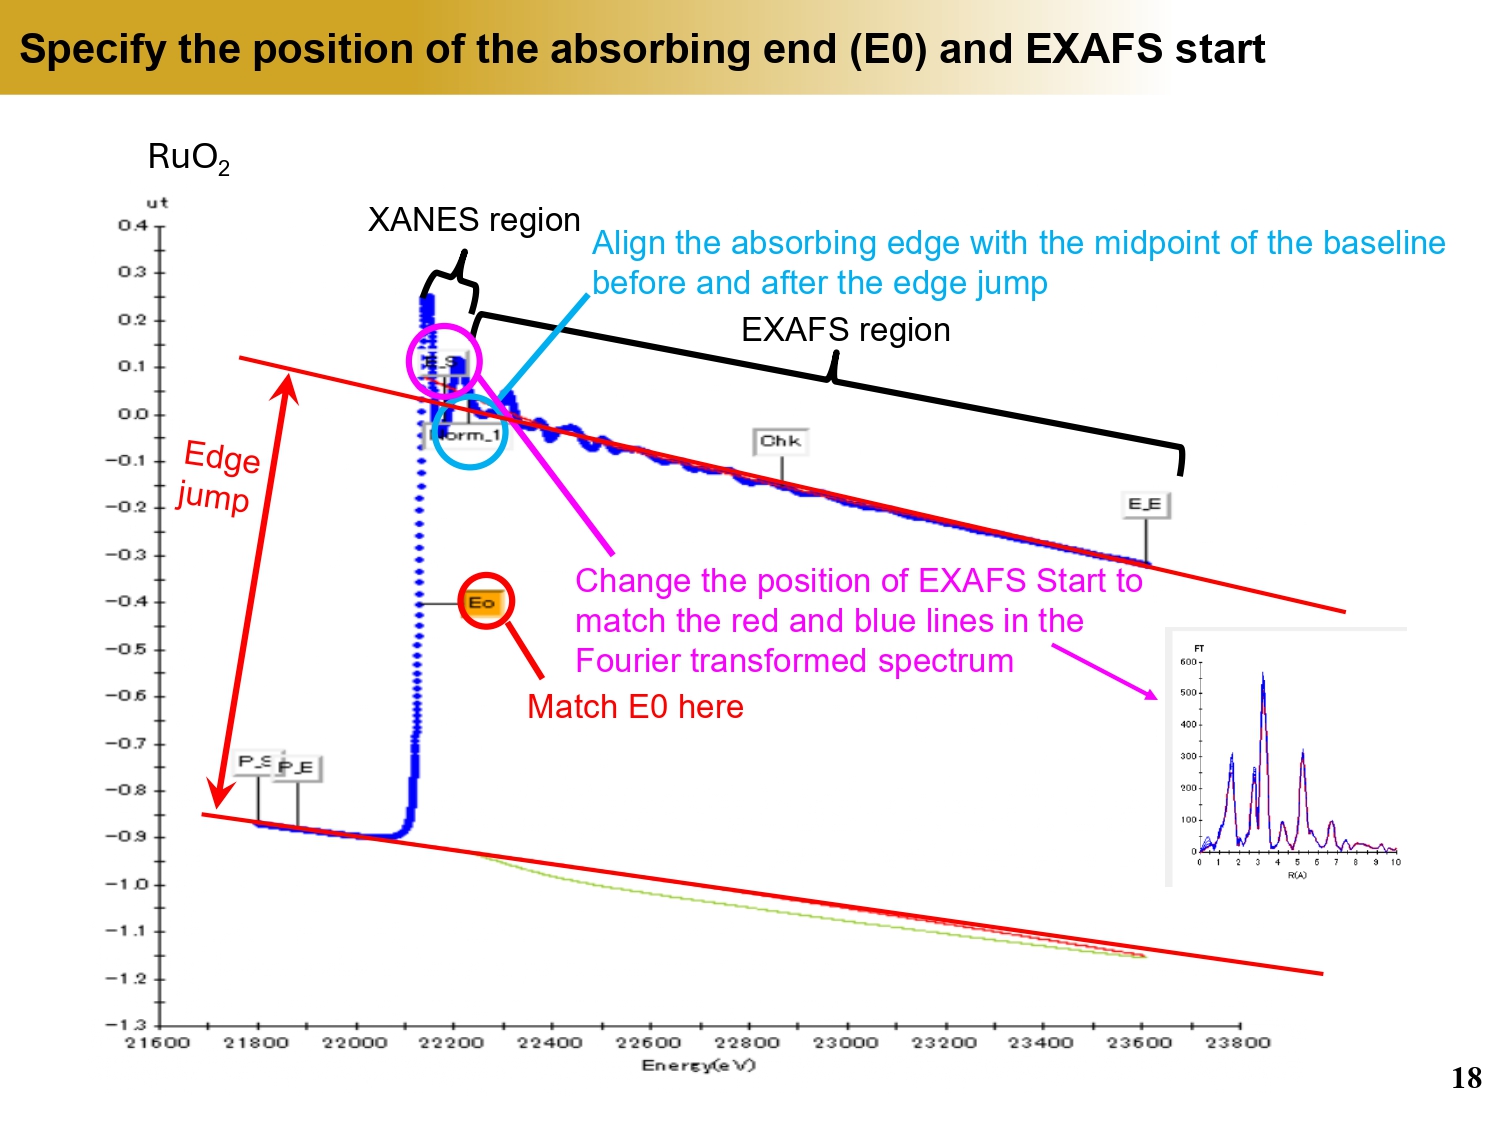 Specify the position of the absorbing end (E0) and EXAFS start
RuO2
ut
XANES region
Align the absorbing edge with the midpoint of the baseline
before and after the edge jump
EXAFS region
0.4
0.3
0.2
0.1
0.0
-0.1
-0.2
-0.3
-0.4
-0.5
-0.6
-0.7
-0.8
-0.9
-1.0
-1.1
-1.2
-1.3
E_S
Norm_1
Chk
E_E
Edge
jump
Eo
Change the position of EXAFS Start to
match the red and blue lines in the
Fourier transformed spectrum
Match E0 here
P_S
P_E
FT
600
500
400
300
200
100
0
0 1 2 3 4 5 6 7 8 9 10
R(A)
21600 21800 22000 22200 22400 22600 22800 23000 23200 23400 23600 23800
Energy(eV)
18